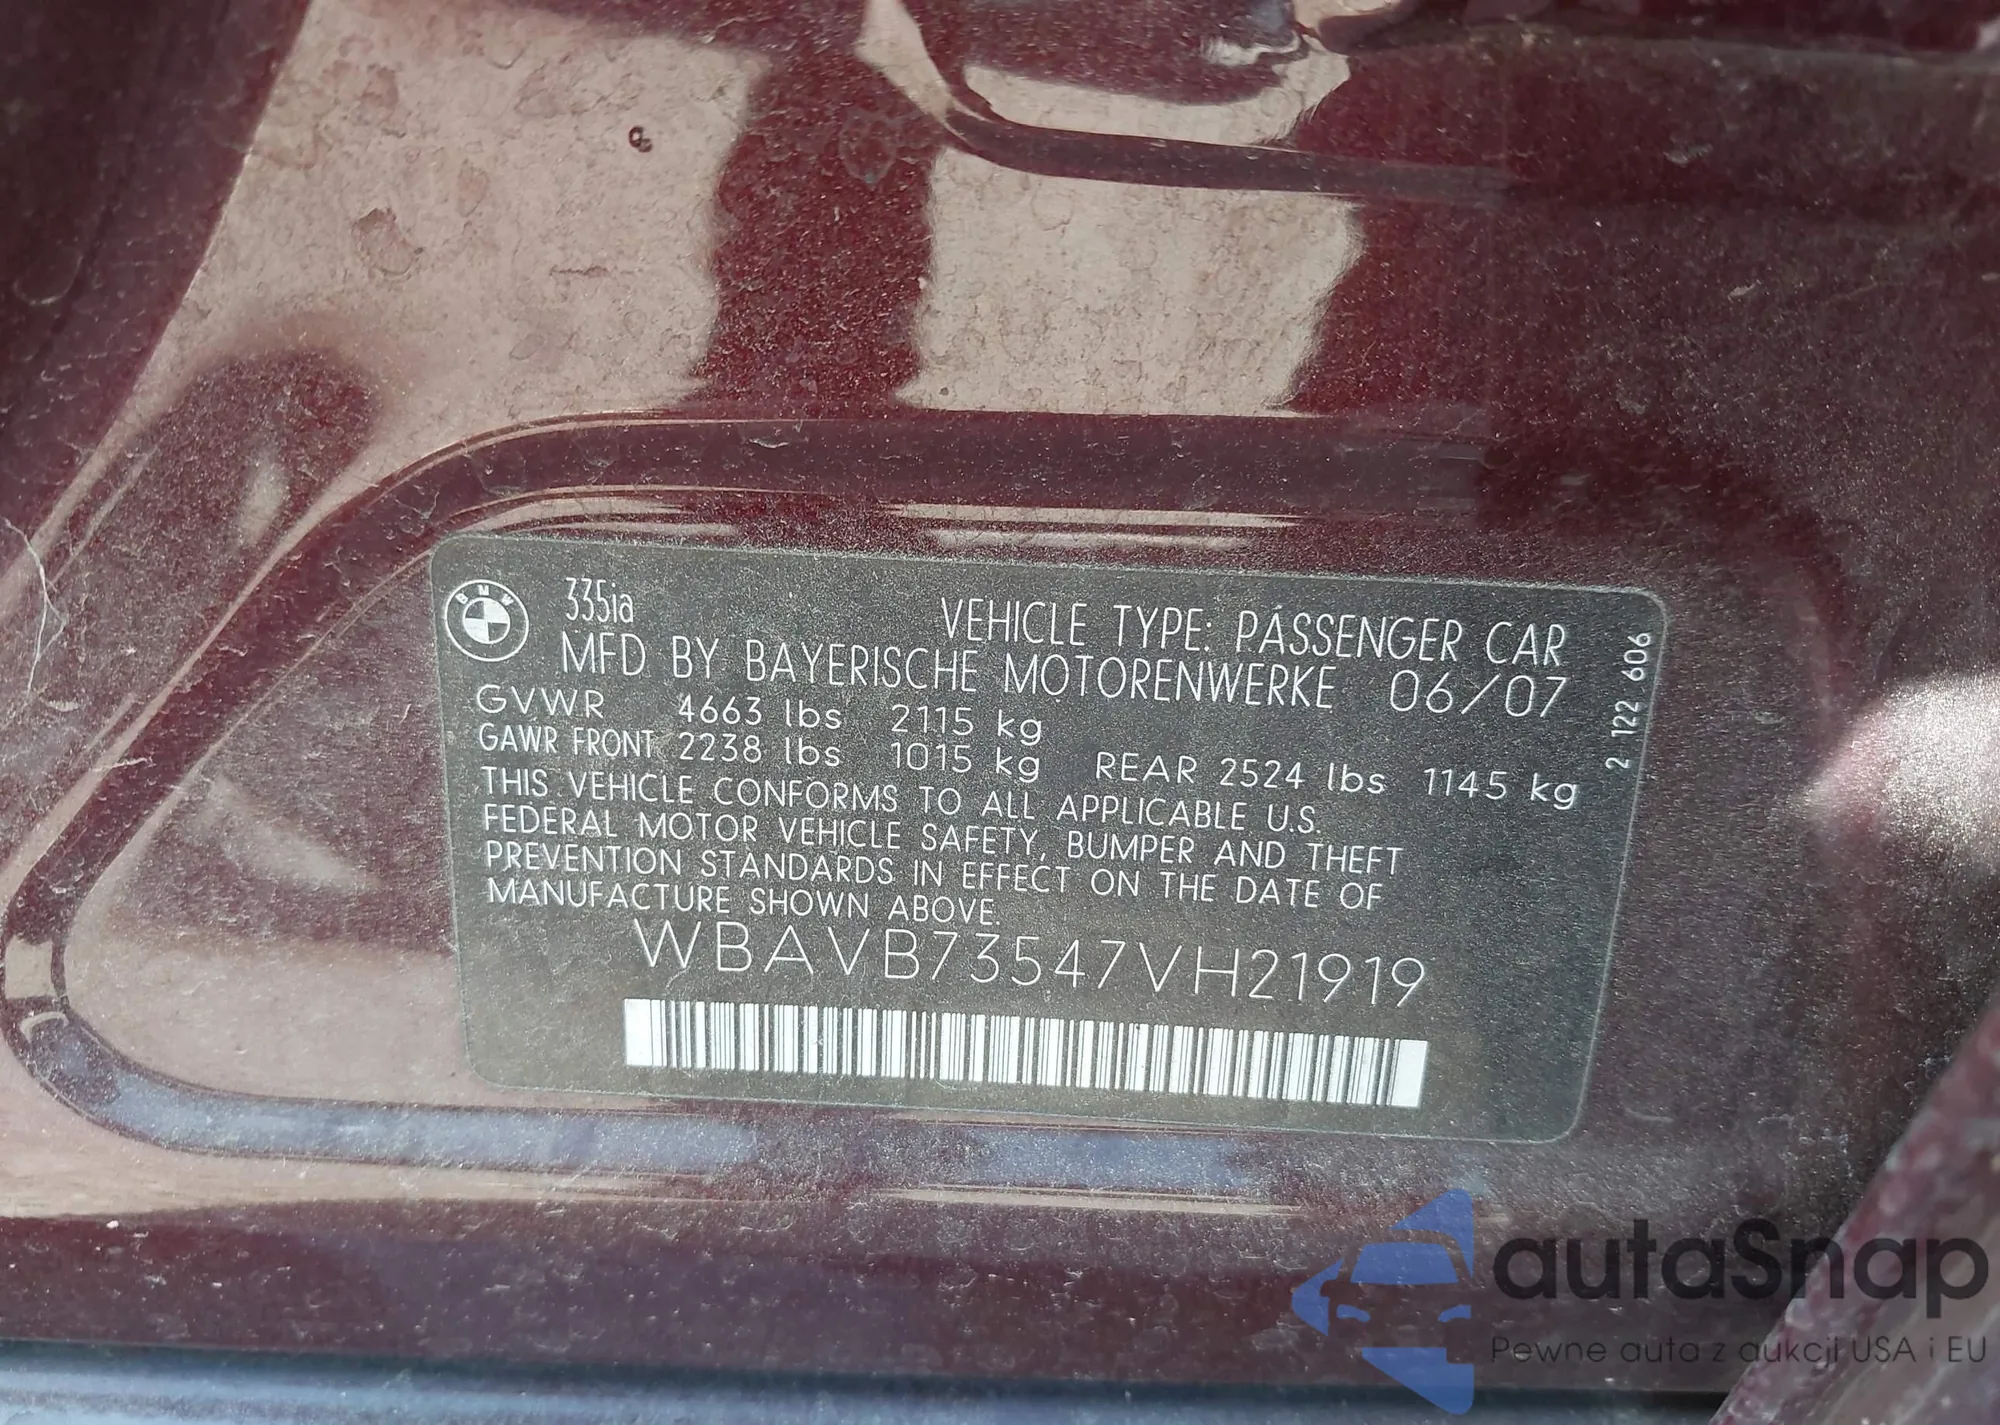 BMW
335ia
VEHICLE TYPE: PASSENGER CAR
MFD BY BAYERISCHE MOTORENWERKE 06/07
GVWR 4663 lbs 2115 kg
GAWR FRONT 2238 lbs 1015 kg REAR 2524 lbs 1145 kg
THIS VEHICLE CONFORMS TO ALL APPLICABLE U.S.
FEDERAL MOTOR VEHICLE SAFETY, BUMPER AND THEFT
PREVENTION STANDARDS IN EFFECT ON THE DATE OF
MANUFACTURE SHOWN ABOVE.
WBAVB73547VH21919
2 122 606
autaSnap
Pewne auta z aukcji USA i EU